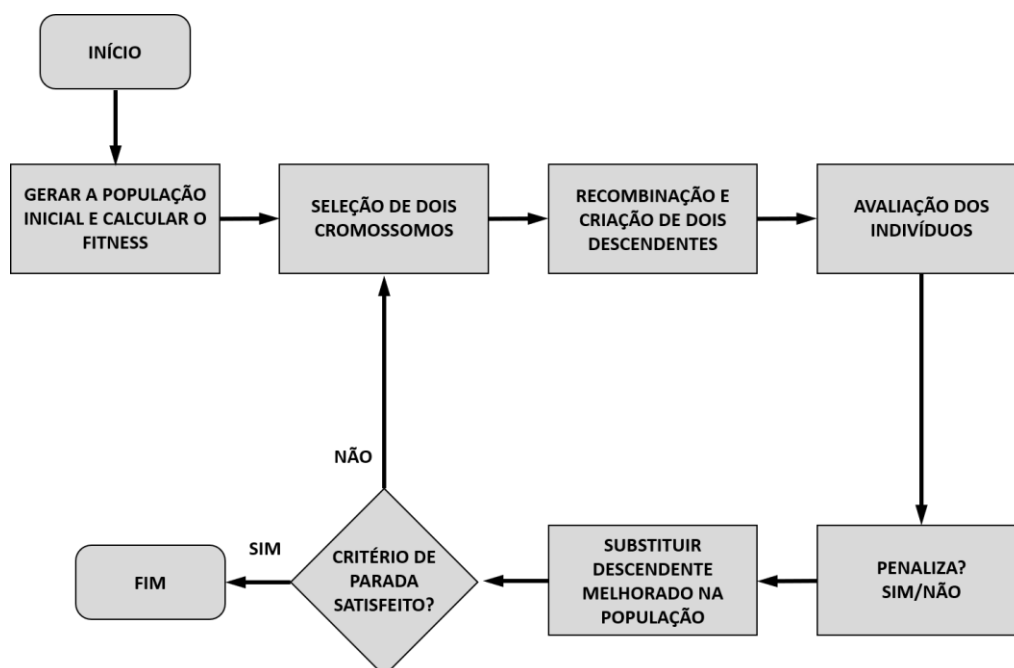 INÍCIO
GERAR A POPULAÇÃO
INICIAL E CALCULAR O
FITNESS
SELEÇÃO DE DOIS
CROMOSSOMOS
RECOMBINAÇÃO E
CRIAÇÃO DE DOIS
DESCENDENTES
AVALIAÇÃO DOS
INDIVÍDUOS
PENALIZA?
SIM/NÃO
SUBSTITUIR
DESCENDENTE
MELHORADO NA
POPULAÇÃO
CRITÉRIO DE
PARADA
SATISFEITO?
NÃO
SIM
FIM